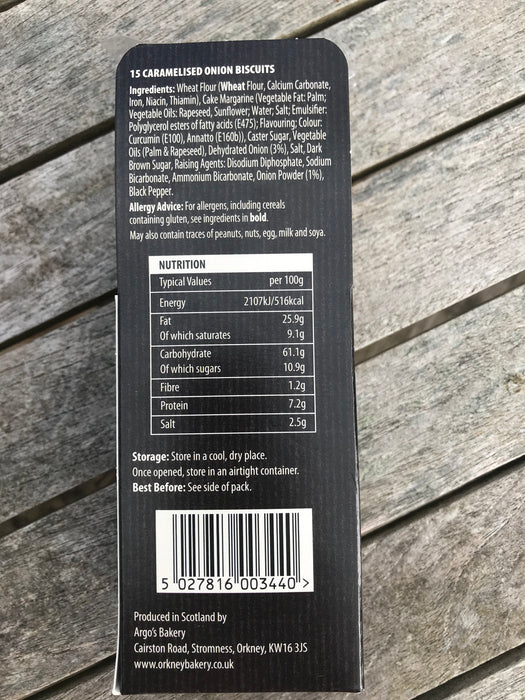 15 CARAMELISED ONION BISCUITS
Ingredients: Wheat Flour (Wheat Flour, Calcium Carbonate,
Iron, Niacin, Thiamin), Cake Margarine (Vegetable Fat: Palm;
Vegetable Oils: Rapeseed, Sunflower; Water; Salt; Emulsifier:
Polyglycerol esters of fatty acids (E475); Flavouring; Colour:
Curcumin (E100), Annatto (E160b)), Caster Sugar, Vegetable
Oils (Palm & Rapeseed), Dehydrated Onion (3%), Salt, Dark
Brown Sugar, Raising Agents: Disodium Diphosphate, Sodium
Bicarbonate, Ammonium Bicarbonate, Onion Powder (1%),
Black Pepper.
Allergy Advice: For allergens, including cereals
containing gluten, see ingredients in bold.
May also contain traces of peanuts, nuts, egg, milk and soya.
NUTRITION
Typical Values per 100g
Energy 2107kJ/516kcal
Fat 25.9g
Of which saturates 9.1g
Carbohydrate 61.1g
Of which sugars 10.9g
Fibre 1.2g
Protein 7.2g
Salt 2.5g
Storage: Store in a cool, dry place.
Once opened, store in an airtight container.
Best Before: See side of pack.
5 027816 003440 >
Produced in Scotland by
Argo's Bakery
Cairston Road, Stromness, Orkney, KW16 3JS
www.orkneybakery.co.uk